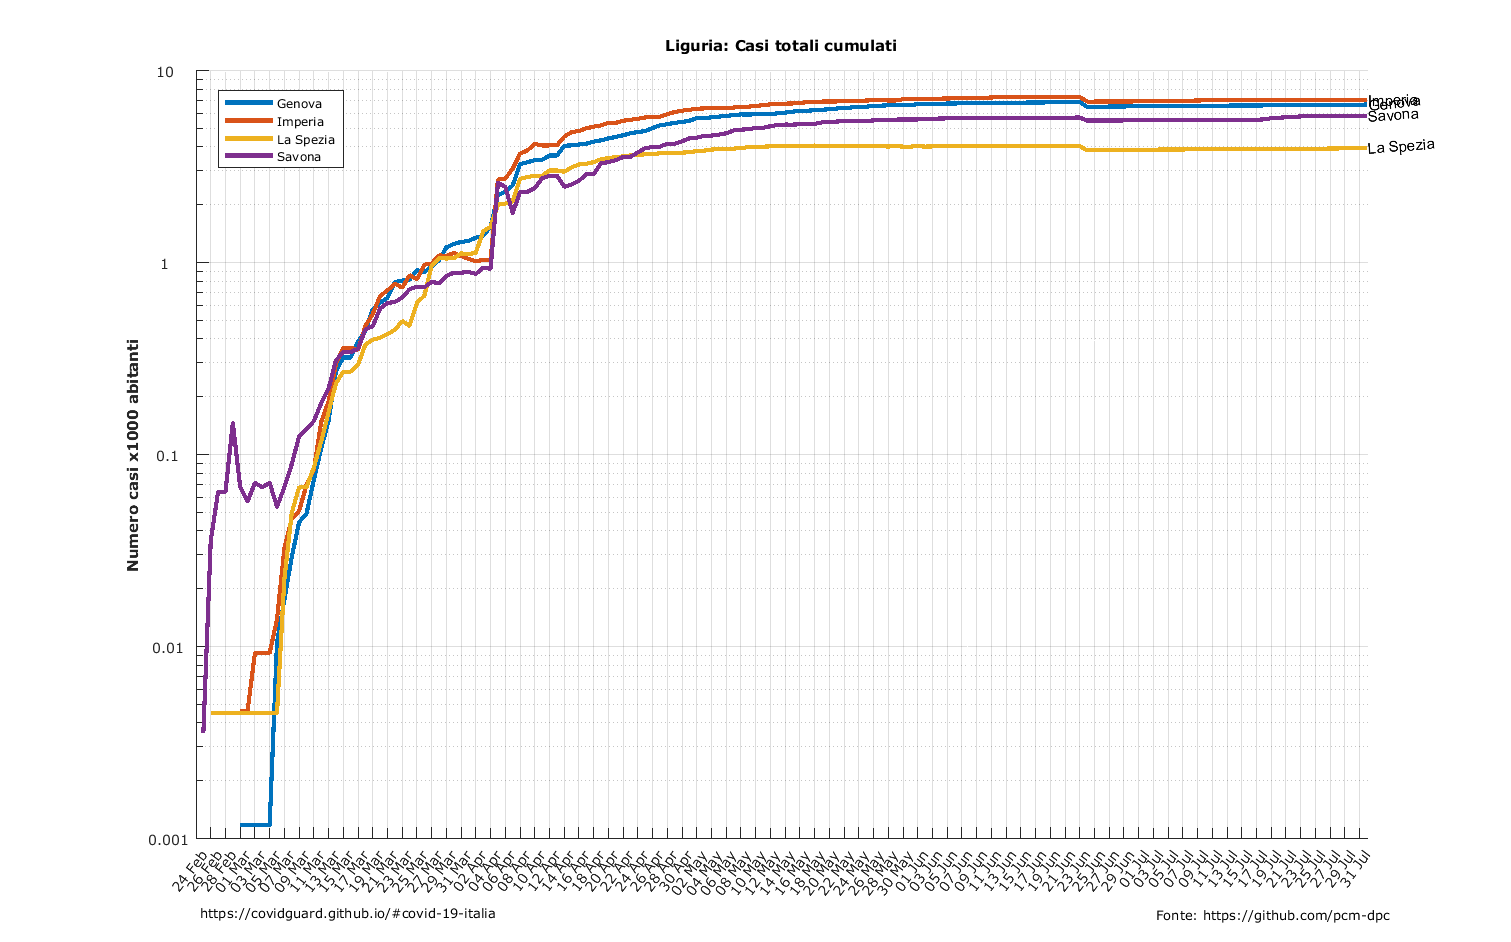 Liguria: Casi totali cumulati
Numero casi x1000 abitanti
10
1
0.1
0.01
0.001
Genova
Imperia
La Spezia
Savona
Imperia
Genova
Savona
La Spezia
24 Feb
26 Feb
28 Feb
01 Mar
03 Mar
05 Mar
07 Mar
09 Mar
11 Mar
13 Mar
15 Mar
17 Mar
19 Mar
21 Mar
23 Mar
25 Mar
27 Mar
29 Mar
31 Mar
02 Apr
04 Apr
06 Apr
08 Apr
10 Apr
12 Apr
14 Apr
16 Apr
18 Apr
20 Apr
22 Apr
24 Apr
26 Apr
28 Apr
30 Apr
02 May
04 May
06 May
08 May
10 May
12 May
14 May
16 May
18 May
20 May
22 May
24 May
26 May
28 May
30 May
01 Jun
03 Jun
05 Jun
07 Jun
09 Jun
11 Jun
13 Jun
15 Jun
17 Jun
19 Jun
21 Jun
23 Jun
25 Jun
27 Jun
29 Jun
01 Jul
03 Jul
05 Jul
07 Jul
09 Jul
11 Jul
13 Jul
15 Jul
17 Jul
19 Jul
21 Jul
23 Jul
25 Jul
27 Jul
29 Jul
31 Jul
https://covidguard.github.io/#covid-19-italia
Fonte: https://github.com/pcm-dpc